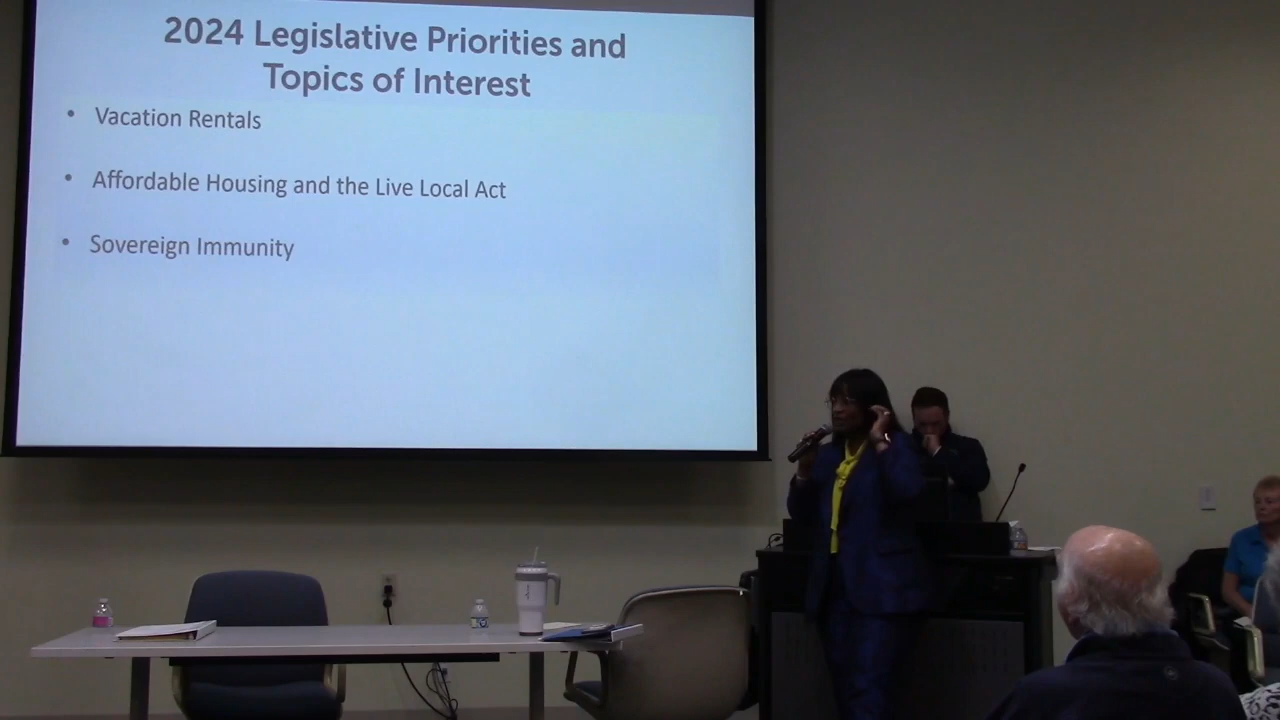 2024 Legislative Priorities and
Topics of Interest
• Vacation Rentals
• Affordable Housing and the Live Local Act
• Sovereign Immunity